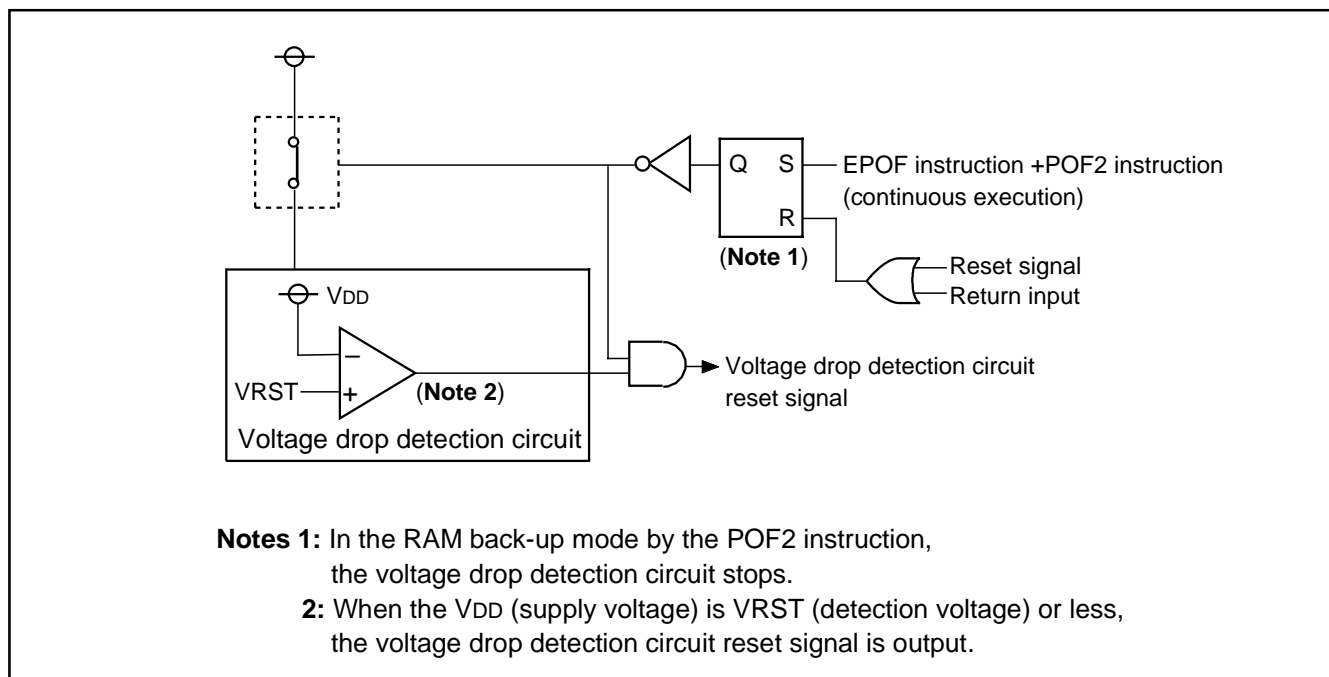 Q
S
EPOF instruction +POF2 instruction
(continuous execution)
R
(Note 1)
Reset signal
Return input
VDD
−
VRST
+
(Note 2)
Voltage drop detection circuit
Voltage drop detection circuit
reset signal
Notes 1: In the RAM back-up mode by the POF2 instruction,
the voltage drop detection circuit stops.
2: When the VDD (supply voltage) is VRST (detection voltage) or less,
the voltage drop detection circuit reset signal is output.